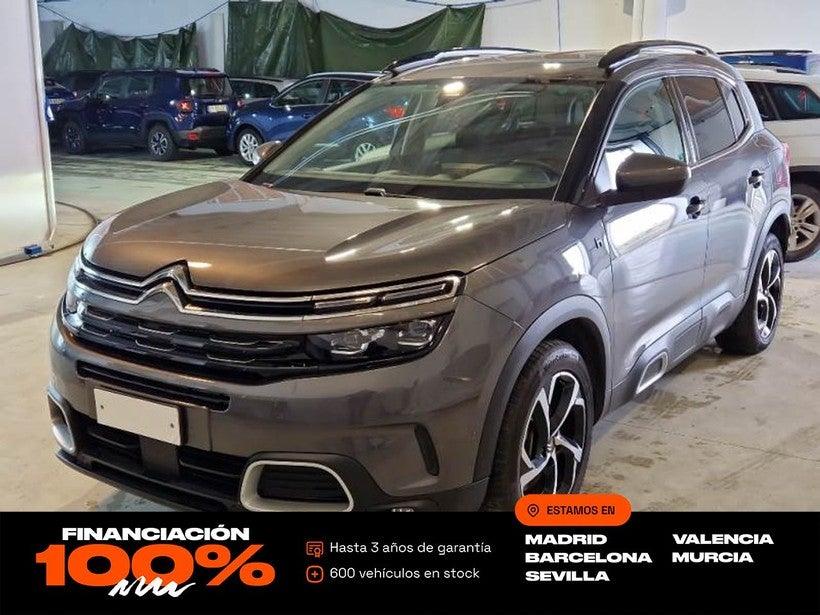 ESTAMOS EN
FINANCIACIÓN
100%
Hasta 3 años de garantía
600 vehículos en stock
MADRID
BARCELONA
SEVILLA
VALENCIA
MURCIA